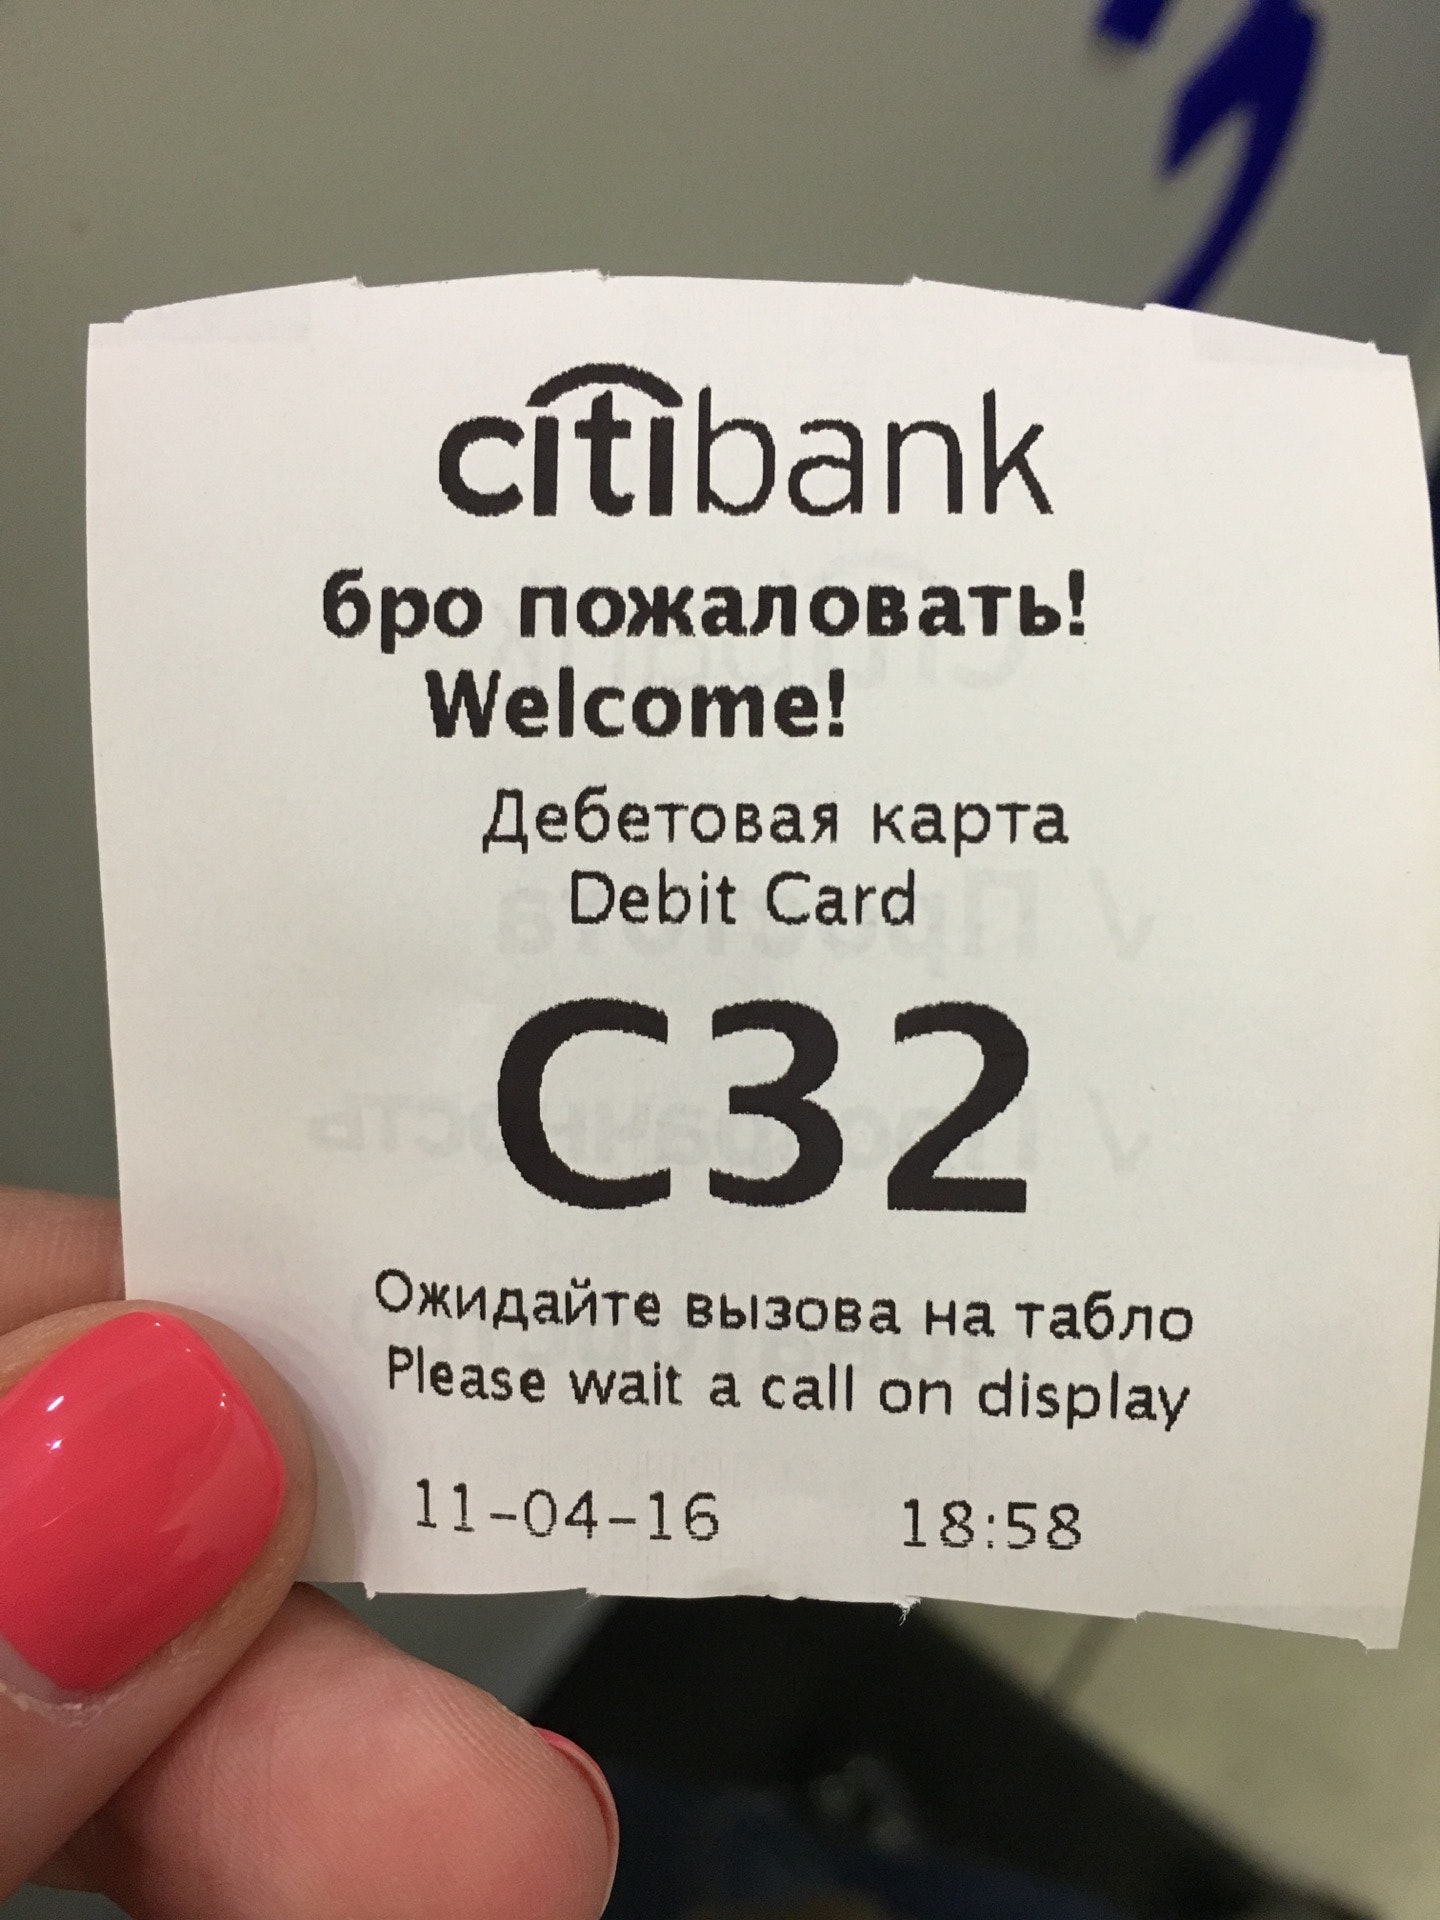 citibank
бро пожаловать!
Welcome!
Дебетовая карта
Debit Card
C32
Ожидайте вызова на табло
Please wait a call on display
11-04-16 18:58